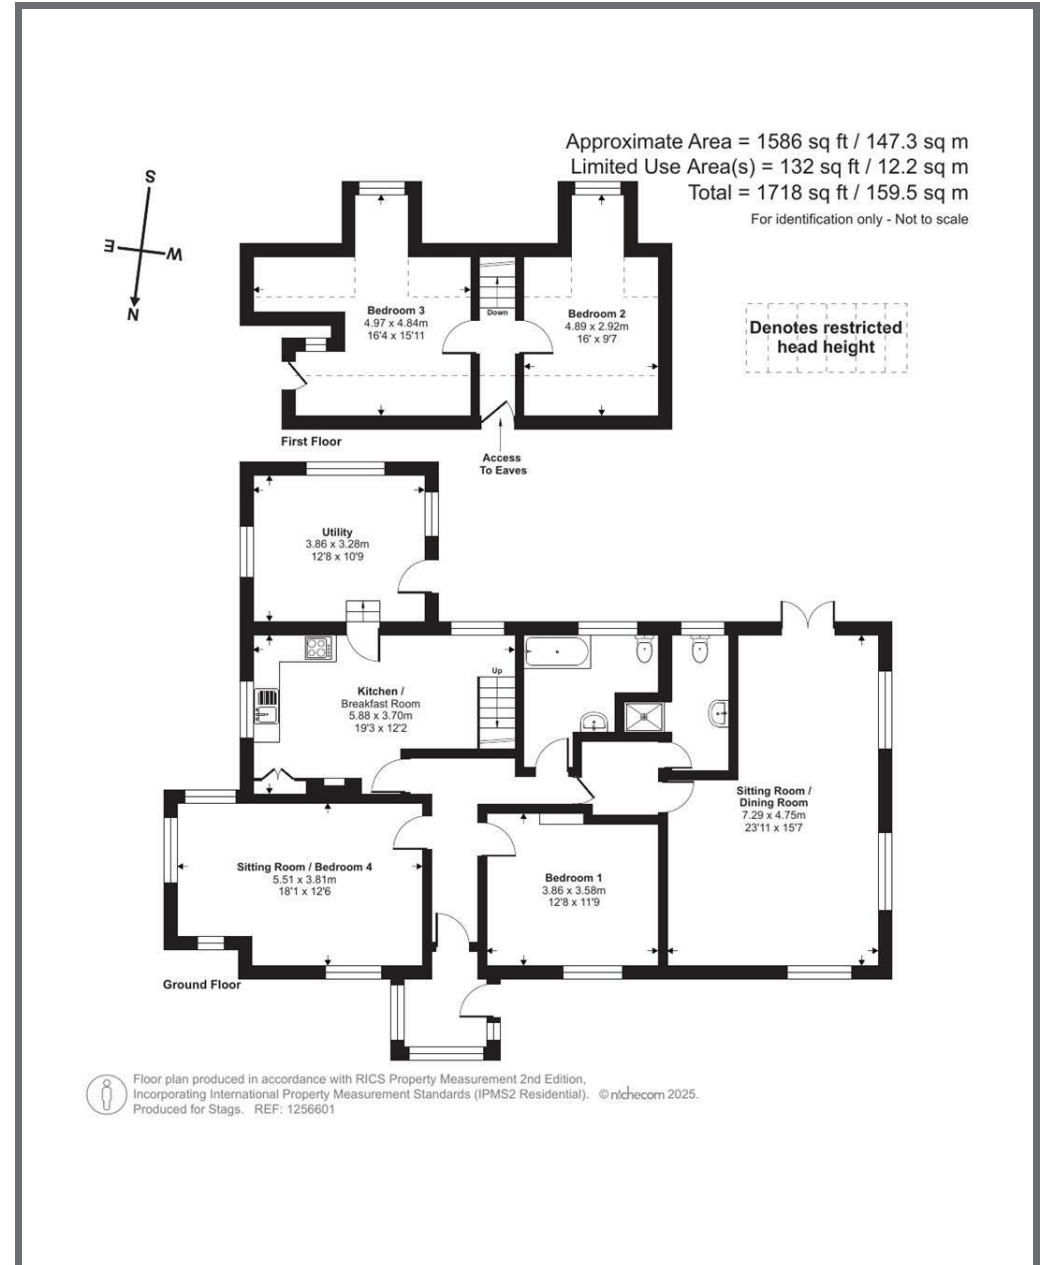 Approximate Area = 1586 sq ft / 147.3 sq m
Limited Use Area(s) = 132 sq ft / 12.2 sq m
Total = 1718 sq ft / 159.5 sq m
For identification only - Not to scale
S
E
W
N
Bedroom 3
4.97 x 4.84m
16'4 x 15'11
Down
Bedroom 2
4.89 x 2.92m
16' x 9'7
Denotes restricted
head height
First Floor
Access
To Eaves
Utility
3.86 x 3.28m
12'8 x 10'9
Up
Kitchen /
Breakfast Room
5.88 x 3.70m
19'3 x 12'2
Sitting Room /
Dining Room
7.29 x 4.75m
23'11 x 15'7
Sitting Room / Bedroom 4
5.51 x 3.81m
18'1 x 12'6
Bedroom 1
3.86 x 3.58m
12'8 x 11'9
Ground Floor
Floor plan produced in accordance with RICS Property Measurement 2nd Edition,
Incorporating International Property Measurement Standards (IPMS2 Residential). © nichecom 2025.
Produced for Stags. REF: 1256601